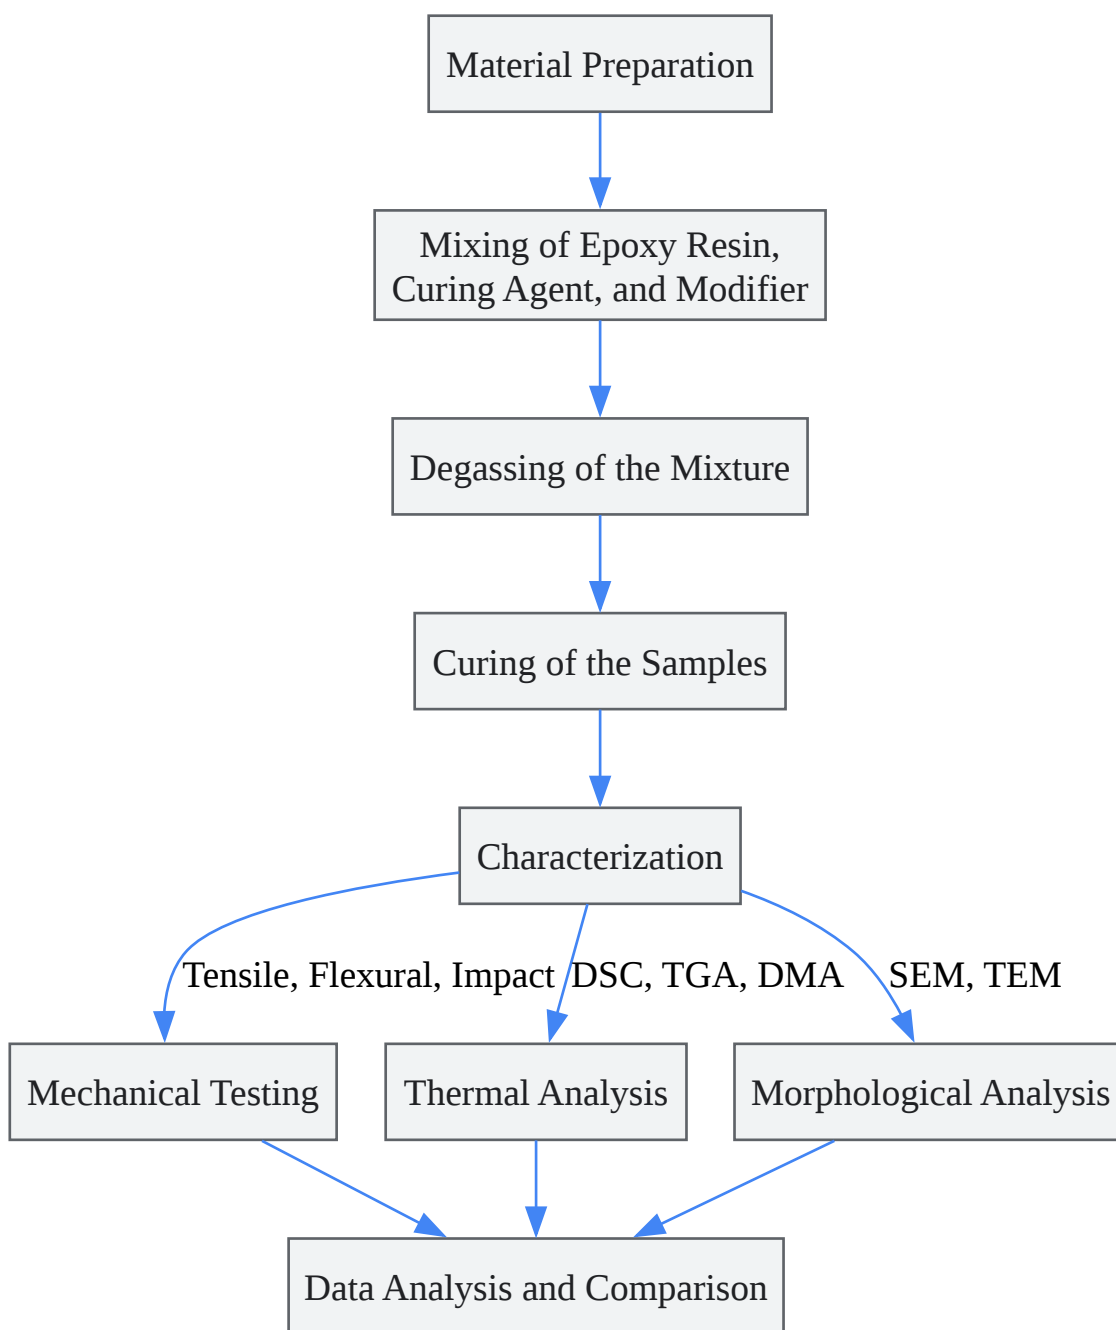 Material Preparation
Mixing of Epoxy Resin,
Curing Agent, and Modifier
Degassing of the Mixture
Curing of the Samples
Characterization
Tensile, Flexural, Impact
DSC, TGA, DMA
SEM, TEM
Mechanical Testing
Thermal Analysis
Morphological Analysis
Data Analysis and Comparison